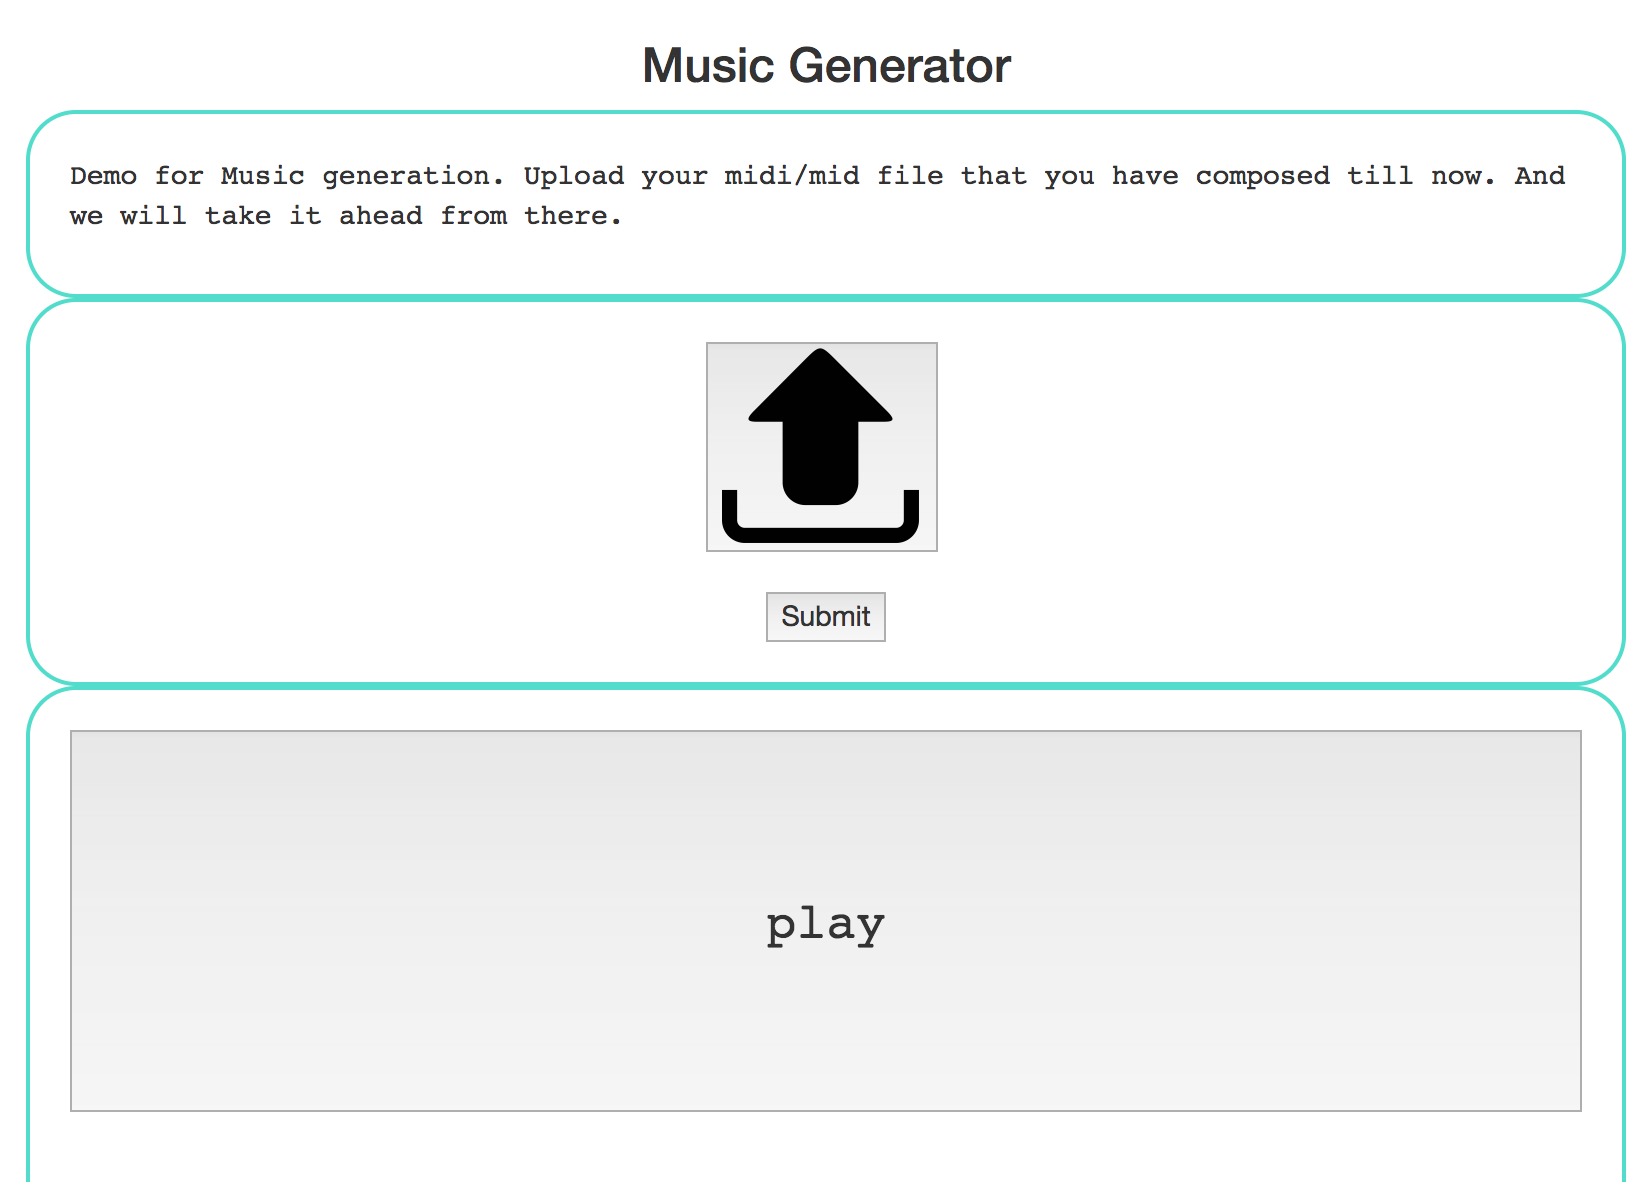 Music Generator
Demo for Music generation. Upload your midi/mid file that you have composed till now. And
we will take it ahead from there.
Submit
play